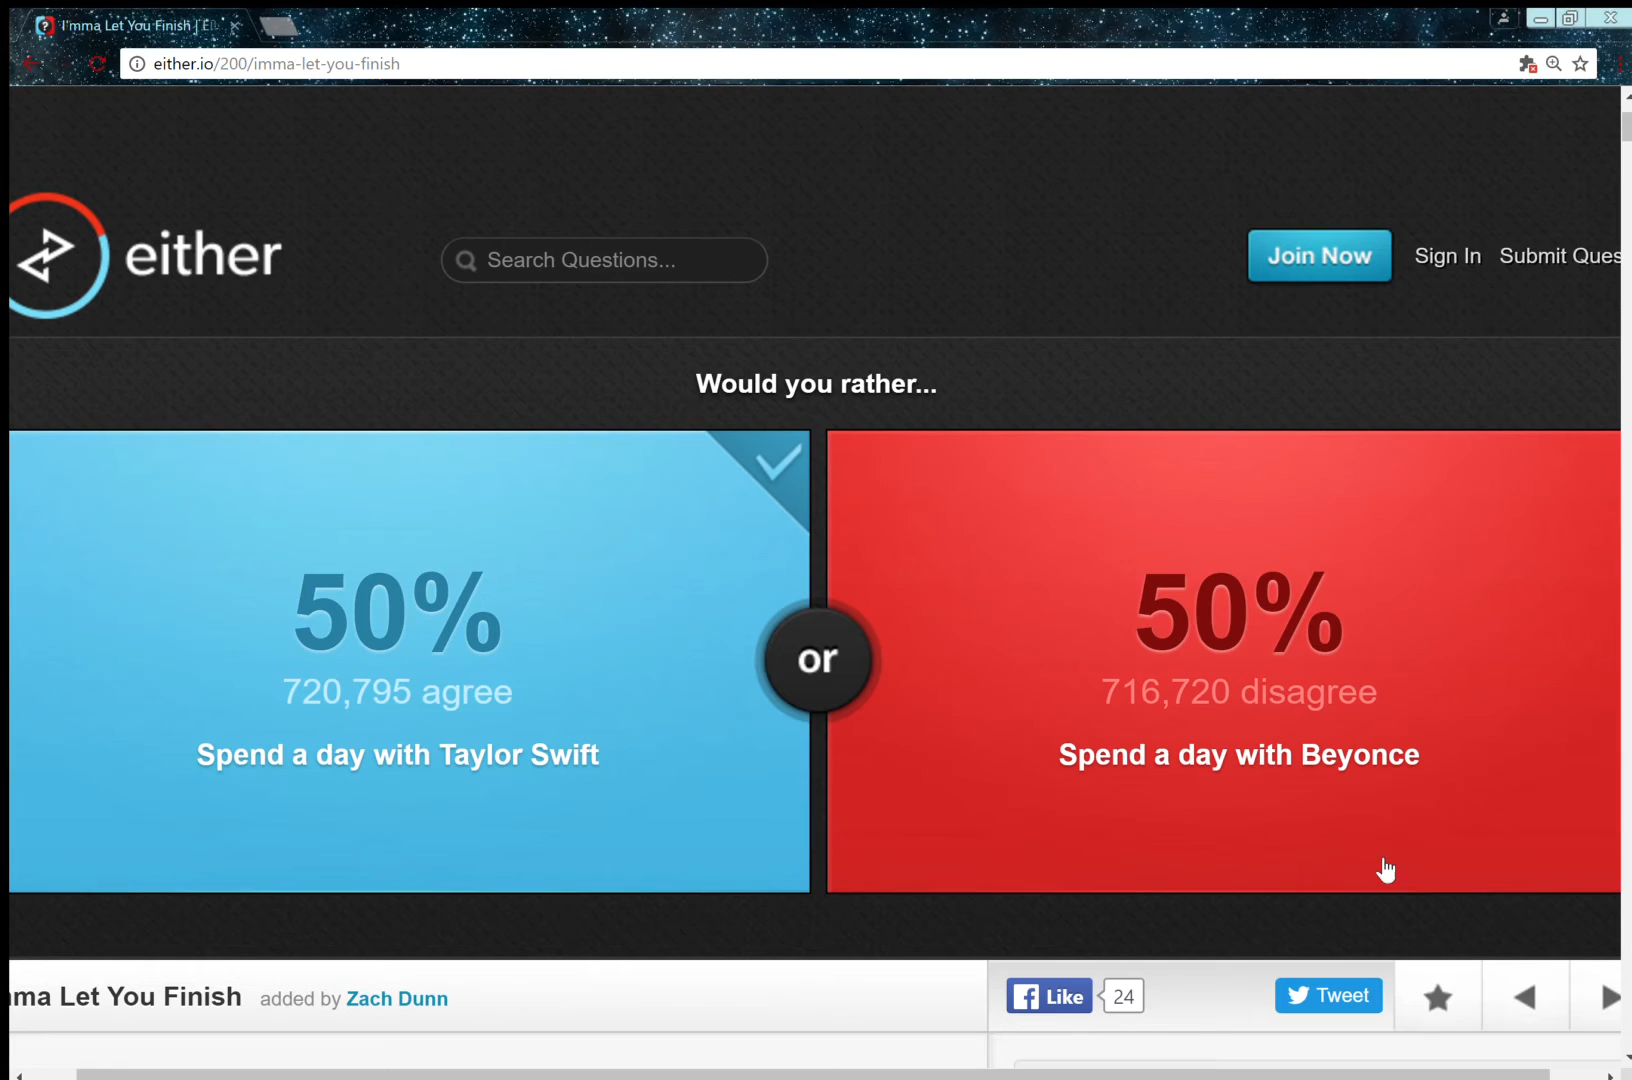 I'mma Let You Finish | Ei
either.io/200/imma-let-you-finish
either
Search Questions...
Join Now
Sign In
Submit Ques
Would you rather...
50%
720,795 agree
Spend a day with Taylor Swift
or
50%
716,720 disagree
Spend a day with Beyonce
mma Let You Finish added by Zach Dunn
Like
24
Tweet